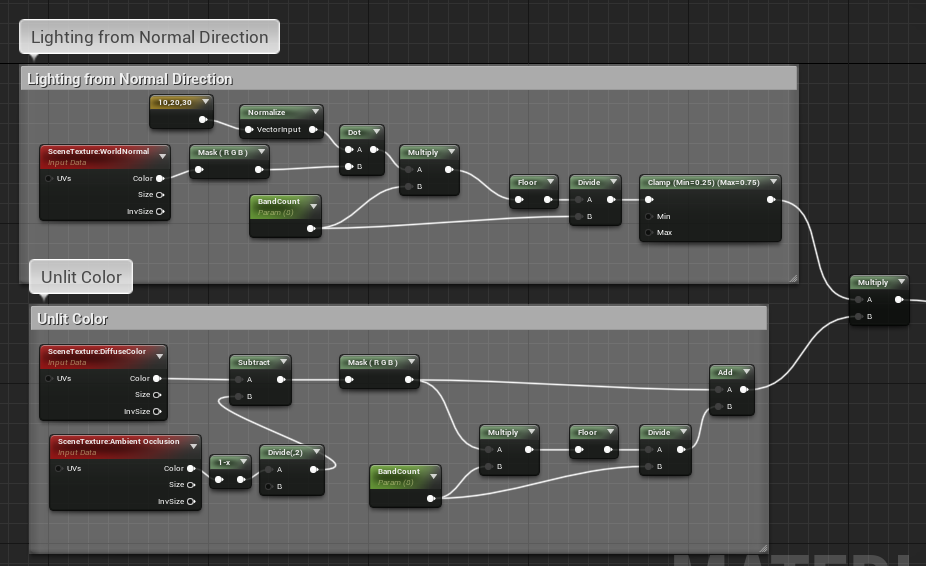 Lighting from Normal Direction
Lighting from Normal Direction
10,20,30
Normalize
VectorInput
Dot
A
B
SceneTexture:WorldNormal
Input Data
UVs
Color
Size
InvSize
Mask ( R G B )
Multiply
A
B
BandCount
Param (0)
Floor
Divide
A
B
Clamp (Min=0.25) (Max=0.75)
Min
Max
Unlit Color
Unlit Color
Multiply
A
B
SceneTexture:DiffuseColor
Input Data
UVs
Color
Size
InvSize
Subtract
A
B
Mask ( R G B )
Add
A
B
SceneTexture:Ambient Occlusion
Input Data
UVs
Color
Size
InvSize
1-x
Divide(,2)
A
B
BandCount
Param (0)
Multiply
A
B
Floor
Divide
A
B